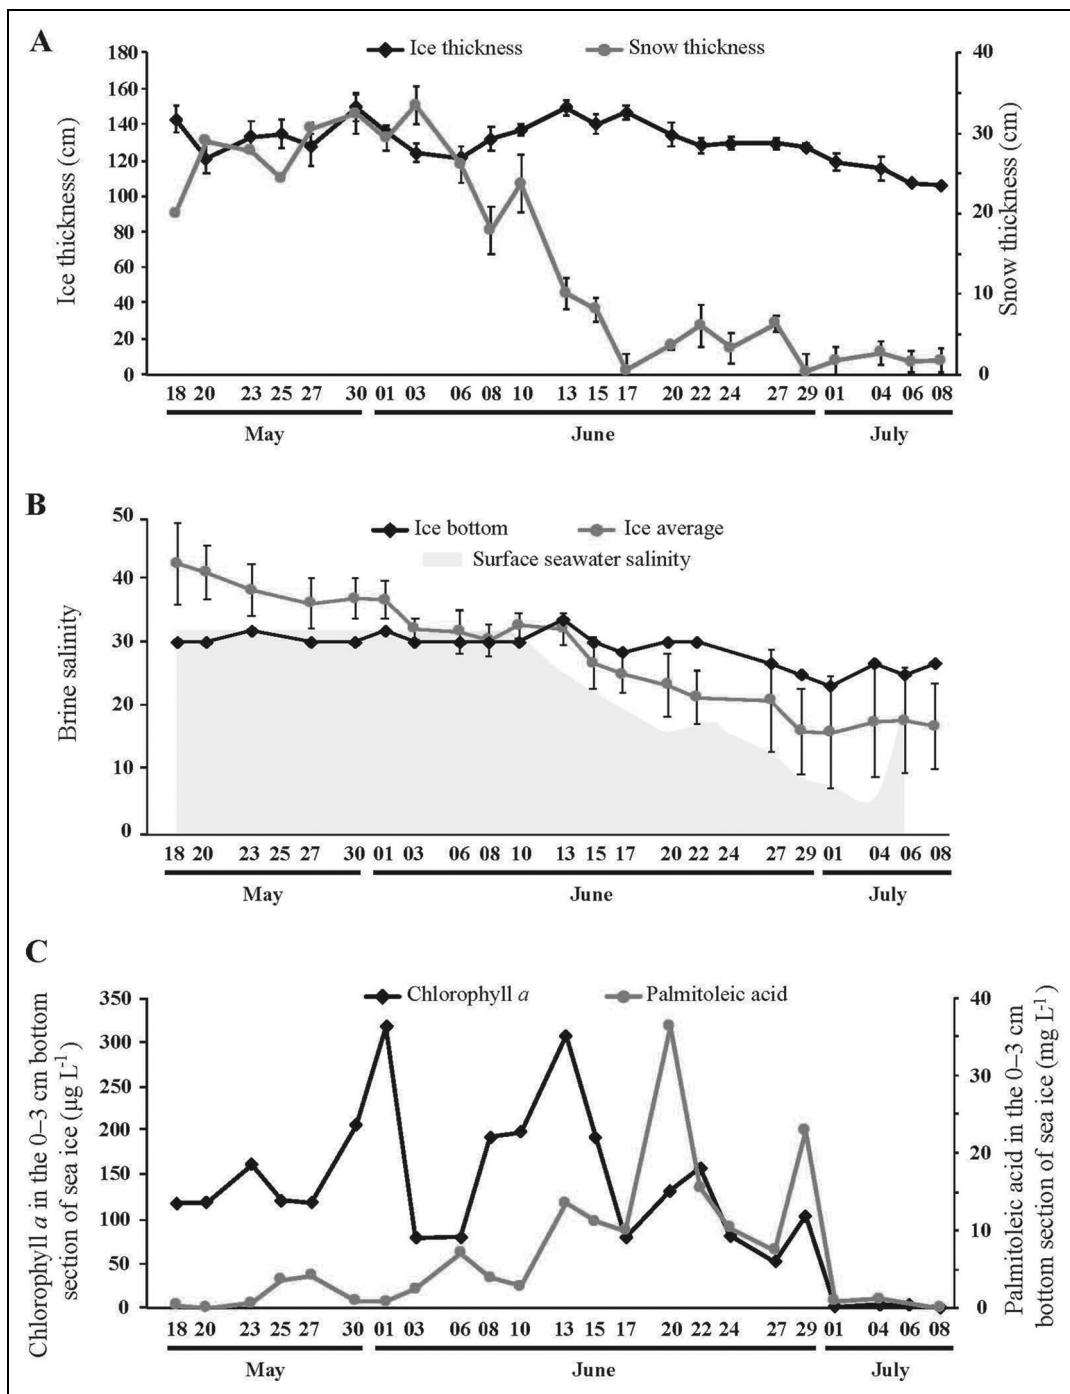 A
Ice thickness
Snow thickness
180
160
140
120
100
80
60
40
20
0
Ice thickness (cm)
40
30
20
10
0
Snow thickness (cm)
18 20 23 25 27 30 01 03 06 08 10 13 15 17 20 22 24 27 29 01 04 06 08
May June July
B
Ice bottom
Ice average
Surface seawater salinity
50
40
30
20
10
0
Brine salinity
18 20 23 25 27 30 01 03 06 08 10 13 15 17 20 22 24 27 29 01 04 06 08
May June July
C
Chlorophyll a
Palmitoleic acid
350
300
250
200
150
100
50
0
Chlorophyll a in the 0–3 cm bottom
section of sea ice (µg L-1)
40
30
20
10
0
Palmitoleic acid in the 0–3 cm
bottom section of sea ice (mg L-1)
18 20 23 25 27 30 01 03 06 08 10 13 15 17 20 22 24 27 29 01 04 06 08
May June July